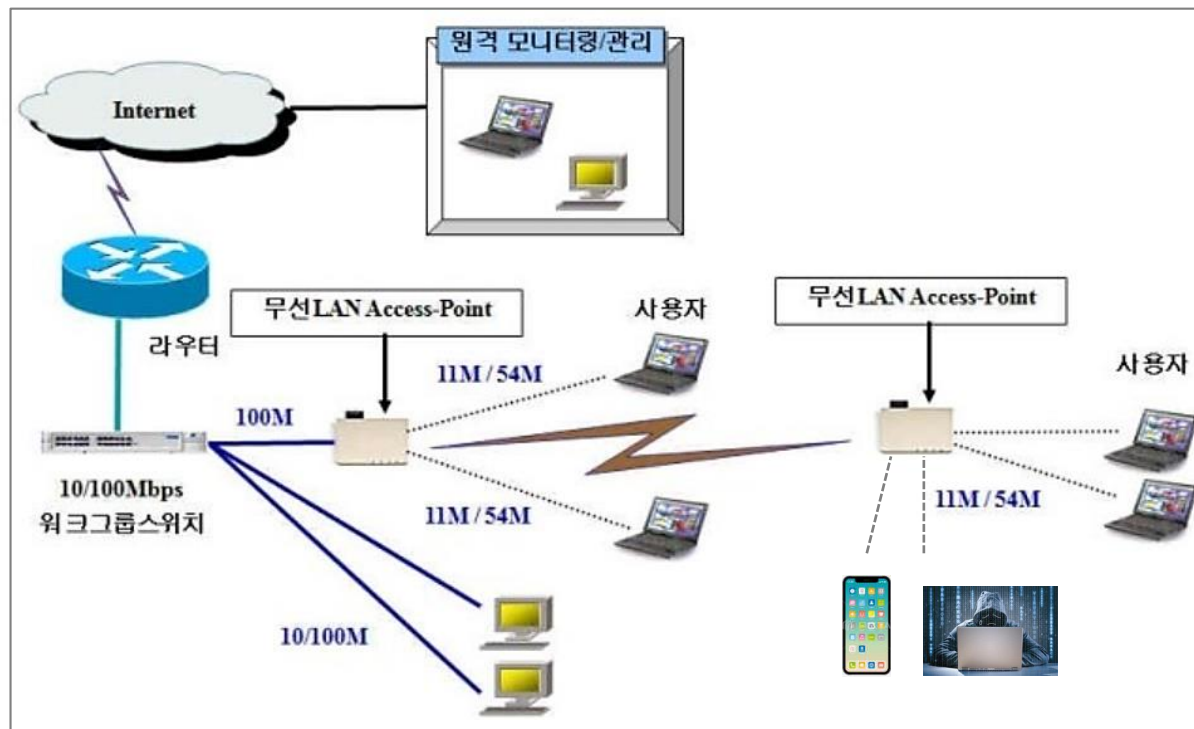 원격 모니터링/관리
Internet
무선LAN Access-Point
사용자
무선LAN Access-Point
사용자
라우터
11M / 54M
100M
10/100Mbps
워크그룹스위치
11M / 54M
11M / 54M
10/100M